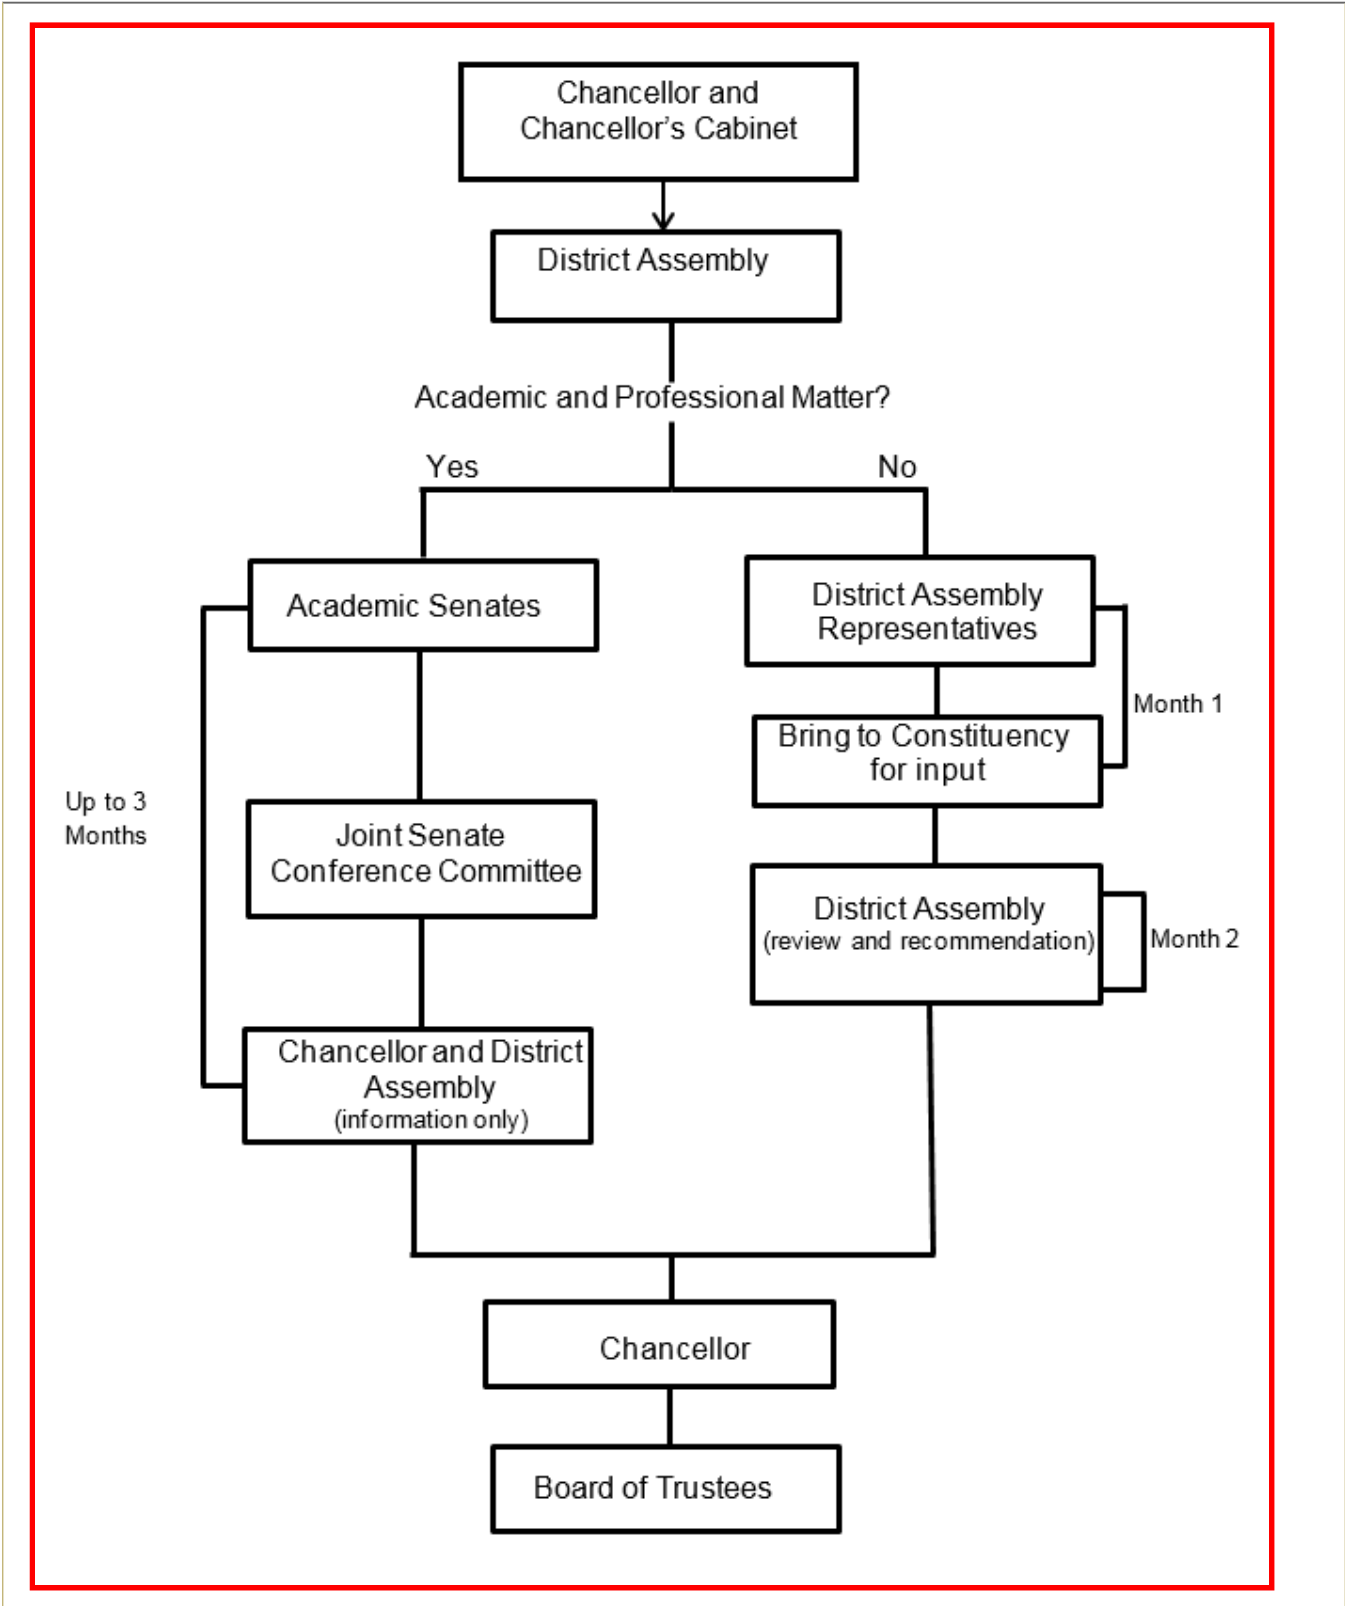 Chancellor and
Chancellor’s Cabinet
District Assembly
Academic and Professional Matter?
Yes
No
Academic Senates
District Assembly
Representatives
Month 1
Bring to Constituency
for input
Up to 3
Months
Joint Senate
Conference Committee
District Assembly
(review and recommendation)
Month 2
Chancellor and District
Assembly
(information only)
Chancellor
Board of Trustees